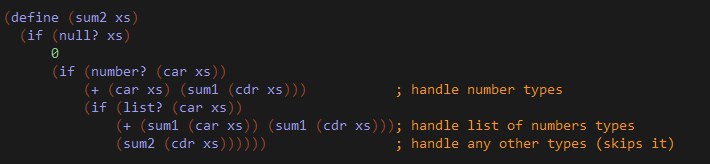 (define (sum2 xs)
  (if (null? xs)
      0
      (if (number? (car xs))
          (+ (car xs) (sum1 (cdr xs)))           ; handle number types
          (if (list? (car xs))
              (+ (sum1 (car xs)) (sum1 (cdr xs))); handle list of numbers types
              (sum2 (cdr xs))))))                ; handle any other types (skips it)